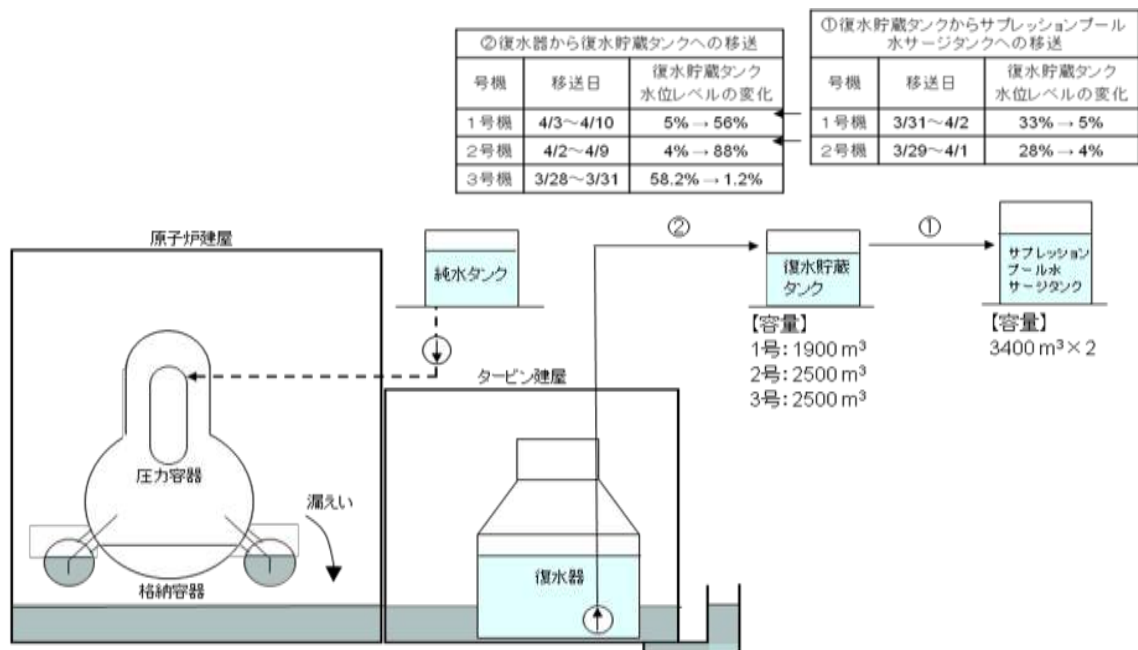 ②復水器から復水貯蔵タンクへの移送
号機 移送日 復水貯蔵タンク
水位レベルの変化
1号機 4/3～4/10 5%→56%
2号機 4/2～4/9 4%→88%
3号機 3/28～3/31 58.2%→1.2%
①復水貯蔵タンクからサプレッションプール
水サージタンクへの移送
号機 移送日 復水貯蔵タンク
水位レベルの変化
1号機 3/31～4/2 33%→5%
2号機 3/29～4/1 28%→4%
原子炉建屋
純水タンク
②
復水貯蔵
タンク
①
サプレッション
プール水
サージタンク
【容量】
1号：1900m³
2号：2500m³
3号：2500m³
【容量】
3400m³×2
タービン建屋
圧力容器
漏えい
格納容器
復水器